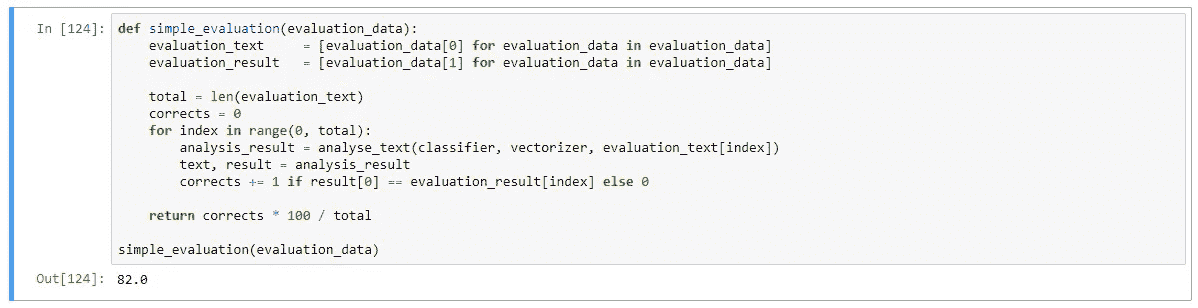 In [124]: def simple_evaluation(evaluation_data):
    evaluation_text     = [evaluation_data[0] for evaluation_data in evaluation_data]
    evaluation_result   = [evaluation_data[1] for evaluation_data in evaluation_data]
    total = len(evaluation_text)
    corrects = 0
    for index in range(0, total):
        analysis_result = analyse_text(classifier, vectorizer, evaluation_text[index])
        text, result = analysis_result
        corrects += 1 if result[0] == evaluation_result[index] else 0
    return corrects * 100 / total
simple_evaluation(evaluation_data)
Out[124]: 82.0